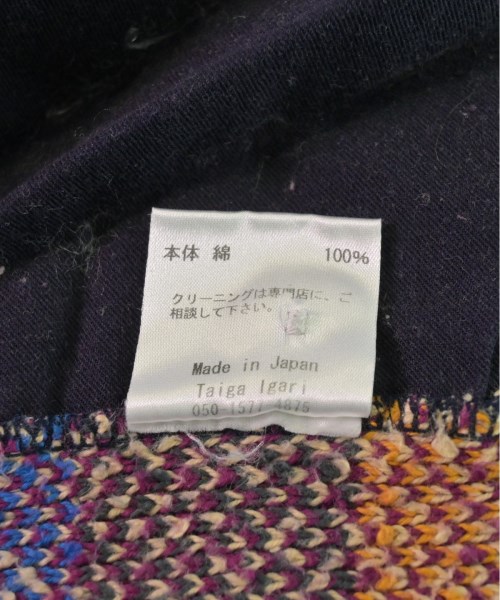 本体 綿 100%
クリーニングは専門店に、ご
相談して下さい。
Made in Japan
Taiga Igari
050-1577-4876